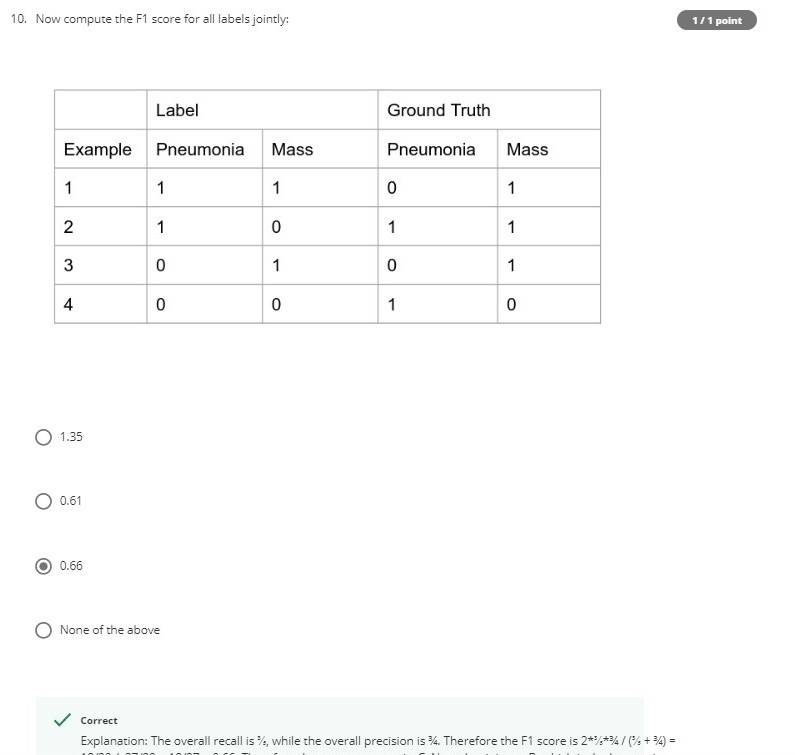 10. Now compute the F1 score for all labels jointly:
1 / 1 point
Label Ground Truth
Example Pneumonia Mass Pneumonia Mass
1 1 1 0 1
2 1 0 1 1
3 0 1 0 1
4 0 0 1 0
1.35
0.61
0.66
None of the above
Correct
Explanation: The overall recall is ⅗, while the overall precision is ¾. Therefore the F1 score is 2*⅗*¾ / (⅗ + ¾) =